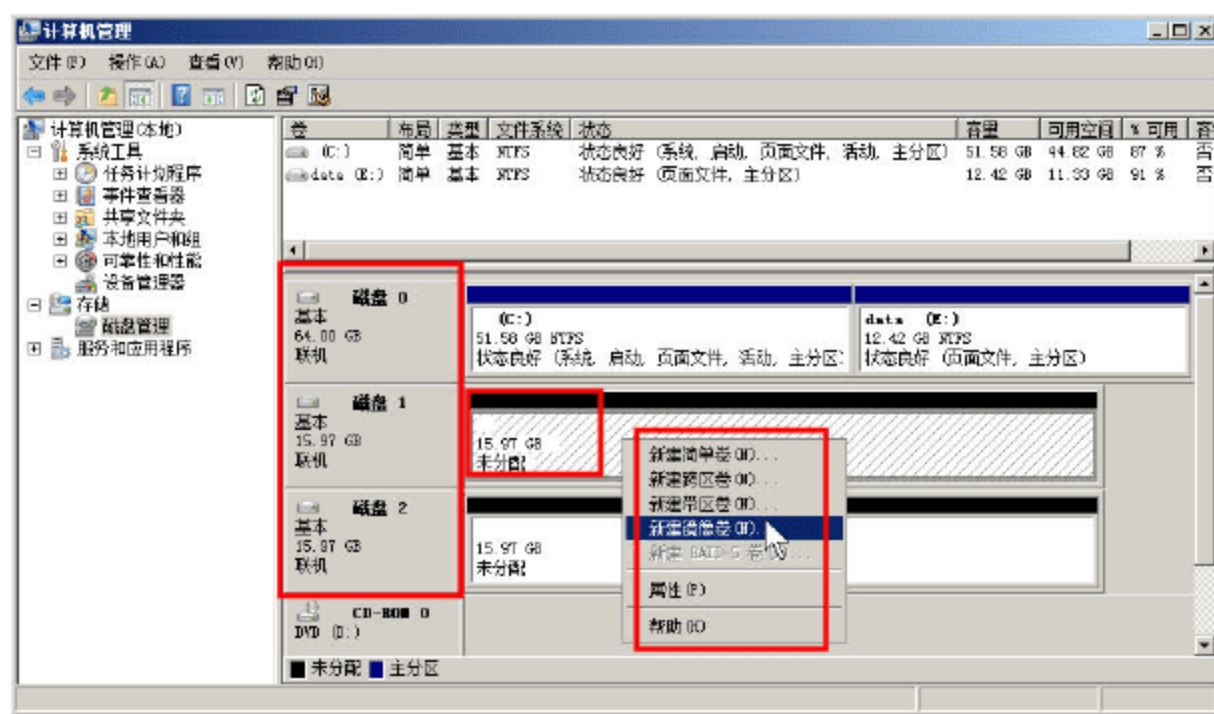 计算机管理
文件(F) 操作(A) 查看(V) 帮助(H)
计算机管理(本地)
系统工具
任务计划程序
事件查看器
共享文件夹
本地用户和组
可靠性和性能
设备管理器
存储
磁盘管理
服务和应用程序
卷 布局 类型 文件系统 状态 容量 可用空间 % 可用
(C:) 简单 基本 NTFS 状态良好 (系统, 启动, 页面文件, 活动, 主分区) 51.58 GB 44.82 GB 87 % 否
data (E:) 简单 基本 NTFS 状态良好 (页面文件, 主分区) 12.42 GB 11.33 GB 91 % 否
磁盘 0
基本
64.00 GB
联机
(C:)
51.58 GB NTFS
状态良好 (系统, 启动, 页面文件, 活动, 主分区)
data (E:)
12.42 GB NTFS
状态良好 (页面文件, 主分区)
磁盘 1
基本
15.97 GB
联机
15.97 GB
未分配
磁盘 2
基本
15.97 GB
联机
15.97 GB
未分配
新建简单卷(N)...
新建跨区卷(N)...
新建带区卷(N)...
新建镜像卷(N)...
新建 RAID-5 卷
属性(P)
帮助(H)
CD-ROM 0
DVD (D:)
未分配 主分区